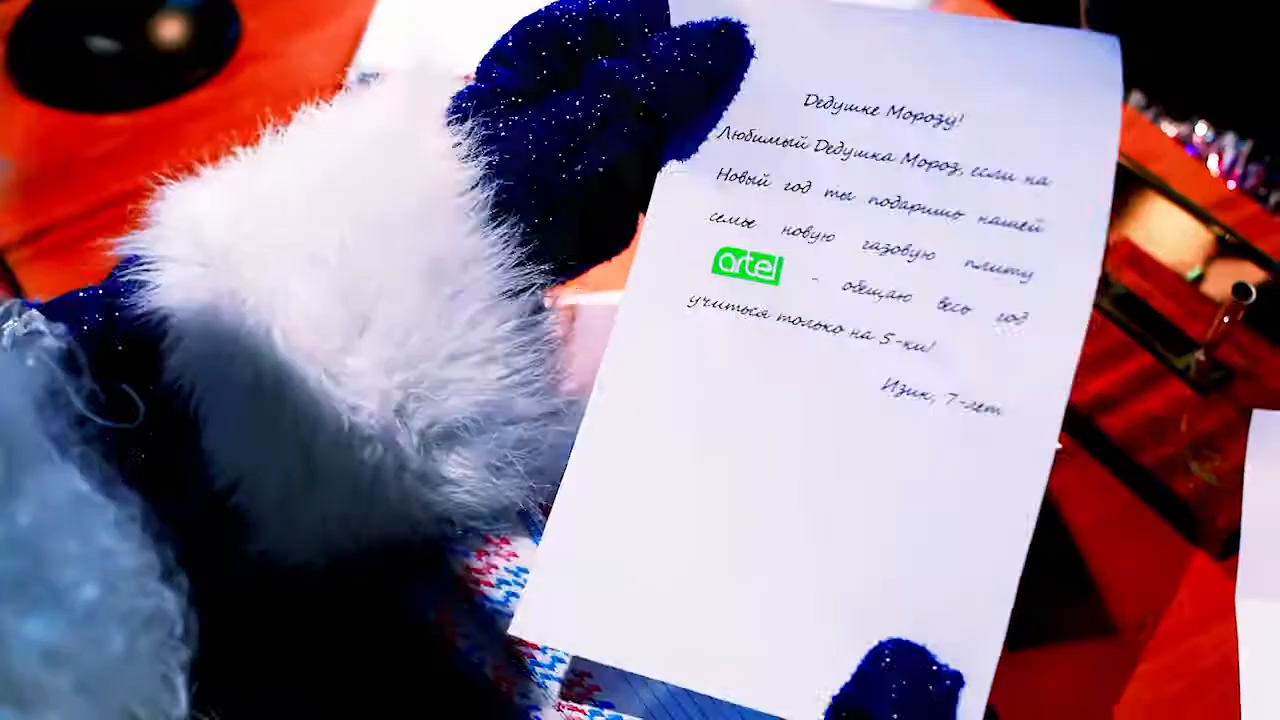 Дедушке Морозу!
Любимый Дедушка Мороз, если на
Новый год ты подаришь нашей
семье новую газовую плиту
artel - обещаю весь год
учиться только на 5-ки!
Изик, 7-лет